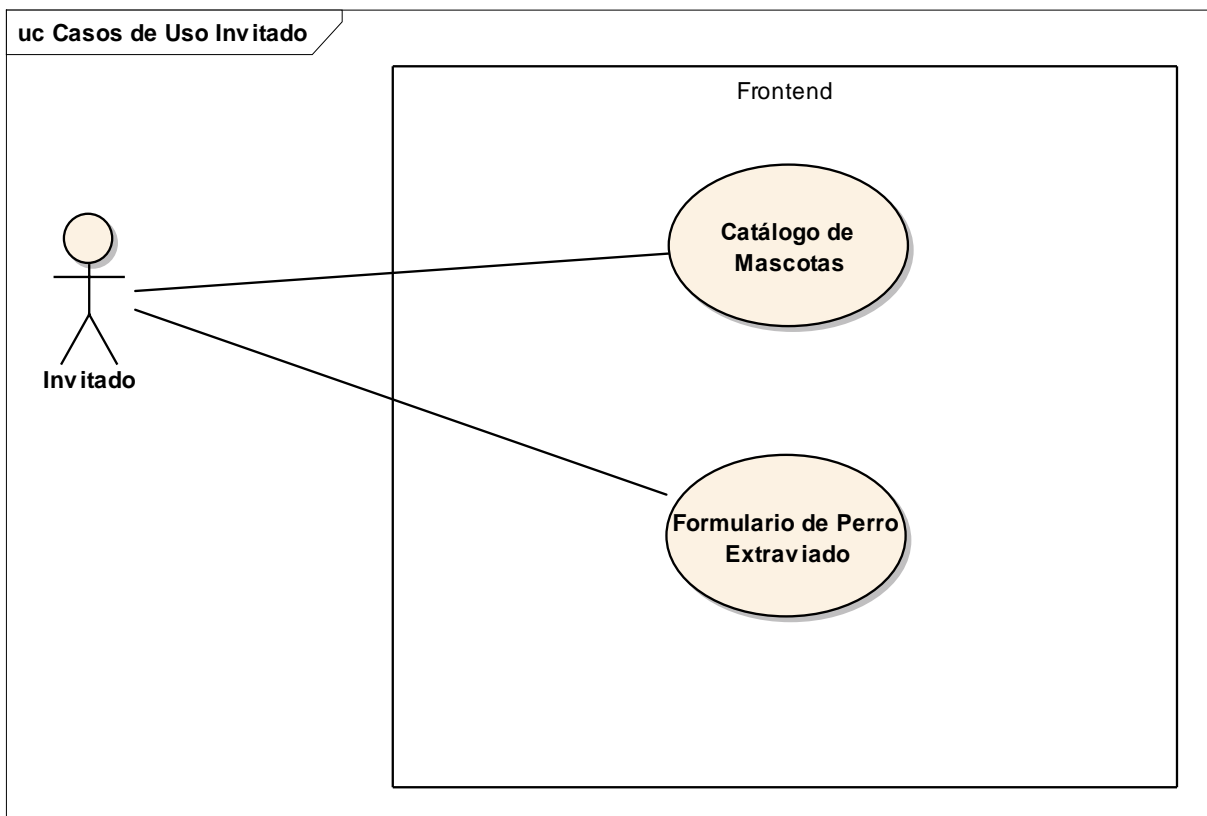 uc Casos de Uso Invitado
Frontend
Catálogo de
Mascotas
Invitado
Formulario de Perro
Extraviado